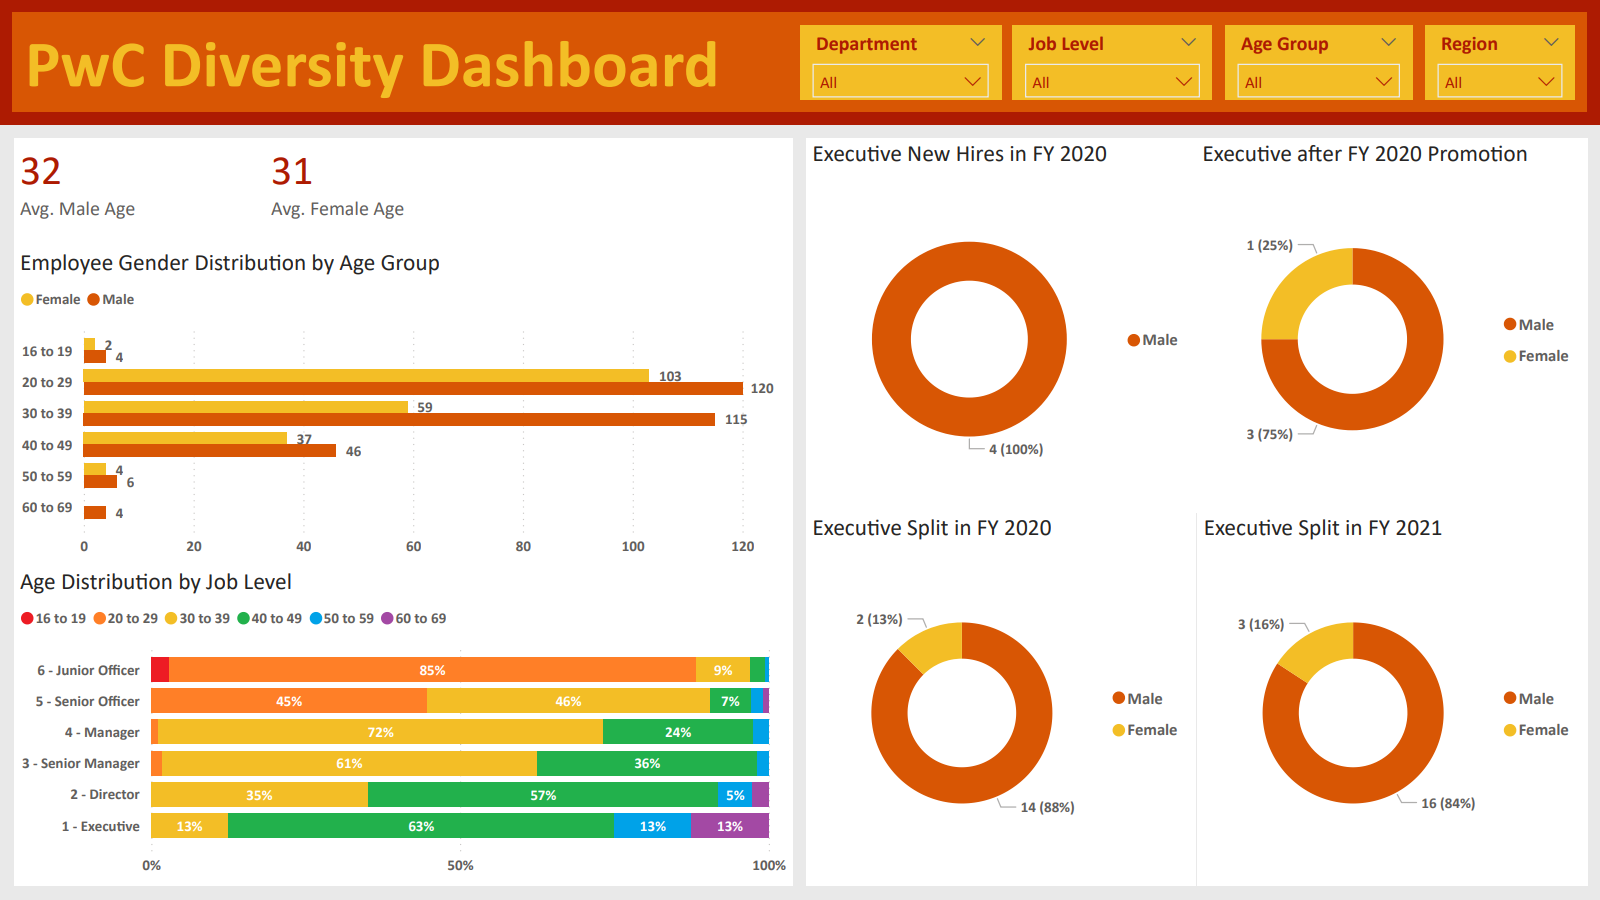 PwC Diversity Dashboard
Department
All
Job Level
All
Age Group
All
Region
All
32
Avg. Male Age
31
Avg. Female Age
Employee Gender Distribution by Age Group
Female Male
16 to 19 2 4
20 to 29 103 120
30 to 39 59 115
40 to 49 37 46
50 to 59 4 6
60 to 69 4
0 20 40 60 80 100 120
Age Distribution by Job Level
16 to 19 20 to 29 30 to 39 40 to 49 50 to 59 60 to 69
6 - Junior Officer 85% 9%
5 - Senior Officer 45% 46% 7%
4 - Manager 72% 24%
3 - Senior Manager 61% 36%
2 - Director 35% 57% 5%
1 - Executive 13% 63% 13% 13%
0% 50% 100%
Executive New Hires in FY 2020
Male
4 (100%)
Executive after FY 2020 Promotion
1 (25%)
Male
Female
3 (75%)
Executive Split in FY 2020
2 (13%)
Male
Female
14 (88%)
Executive Split in FY 2021
3 (16%)
Male
Female
16 (84%)